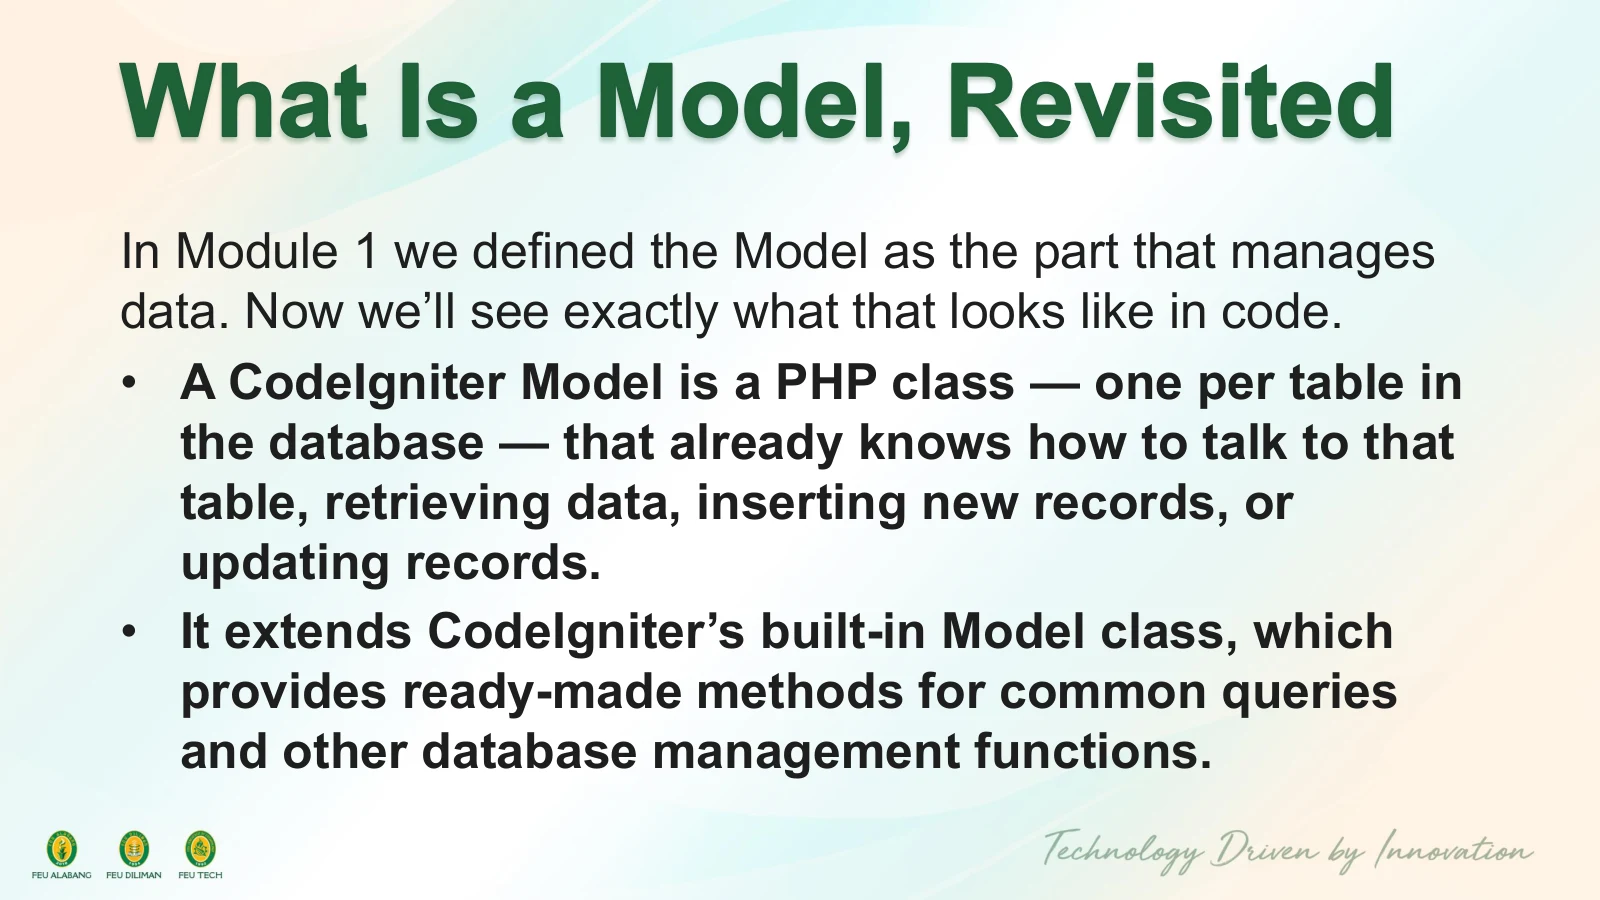 What Is a Model, Revisited
In Module 1 we defined the Model as the part that manages
data. Now we’ll see exactly what that looks like in code.
• A CodeIgniter Model is a PHP class — one per table in
the database — that already knows how to talk to that
table, retrieving data, inserting new records, or
updating records.
• It extends CodeIgniter’s built-in Model class, which
provides ready-made methods for common queries
and other database management functions.
FEU ALABANG FEU DILIMAN FEU TECH
Technology Driven by Innovation